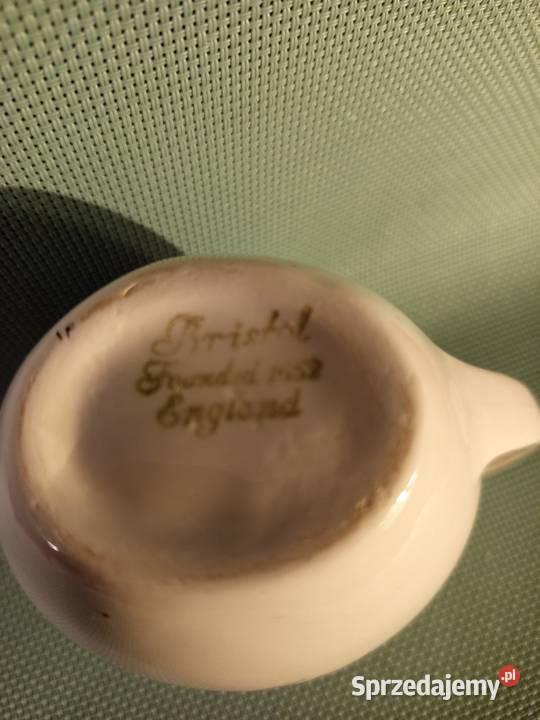 Bristol
Founded 1652
England
Sprzedajemy.pl